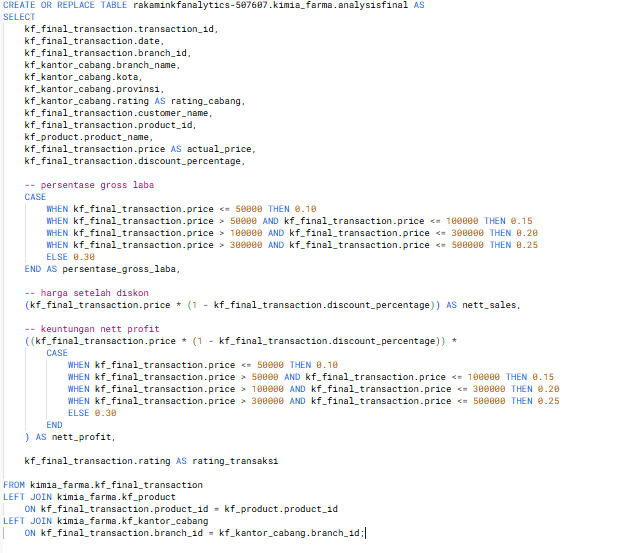 CREATE OR REPLACE TABLE rakaminkfanalytics-507607.kimia_farma.analysisfinal AS
SELECT
kf_final_transaction.transaction_id,
kf_final_transaction.date,
kf_final_transaction.branch_id,
kf_kantor_cabang.branch_name,
kf_kantor_cabang.kota,
kf_kantor_cabang.provinsi,
kf_kantor_cabang.rating AS rating_cabang,
kf_final_transaction.customer_name,
kf_final_transaction.product_id,
kf_product.product_name,
kf_final_transaction.price AS actual_price,
kf_final_transaction.discount_percentage,
-- persentase gross laba
CASE
WHEN kf_final_transaction.price <= 50000 THEN 0.10
WHEN kf_final_transaction.price > 50000 AND kf_final_transaction.price <= 100000 THEN 0.15
WHEN kf_final_transaction.price > 100000 AND kf_final_transaction.price <= 300000 THEN 0.20
WHEN kf_final_transaction.price > 300000 AND kf_final_transaction.price <= 500000 THEN 0.25
ELSE 0.30
END AS persentase_gross_laba,
-- harga setelah diskon
(kf_final_transaction.price * (1 - kf_final_transaction.discount_percentage)) AS nett_sales,
-- keuntungan nett profit
((kf_final_transaction.price * (1 - kf_final_transaction.discount_percentage)) *
CASE
WHEN kf_final_transaction.price <= 50000 THEN 0.10
WHEN kf_final_transaction.price > 50000 AND kf_final_transaction.price <= 100000 THEN 0.15
WHEN kf_final_transaction.price > 100000 AND kf_final_transaction.price <= 300000 THEN 0.20
WHEN kf_final_transaction.price > 300000 AND kf_final_transaction.price <= 500000 THEN 0.25
ELSE 0.30
END
) AS nett_profit,
kf_final_transaction.rating AS rating_transaksi
FROM kimia_farma.kf_final_transaction
LEFT JOIN kimia_farma.kf_product
ON kf_final_transaction.product_id = kf_product.product_id
LEFT JOIN kimia_farma.kf_kantor_cabang
ON kf_final_transaction.branch_id = kf_kantor_cabang.branch_id;